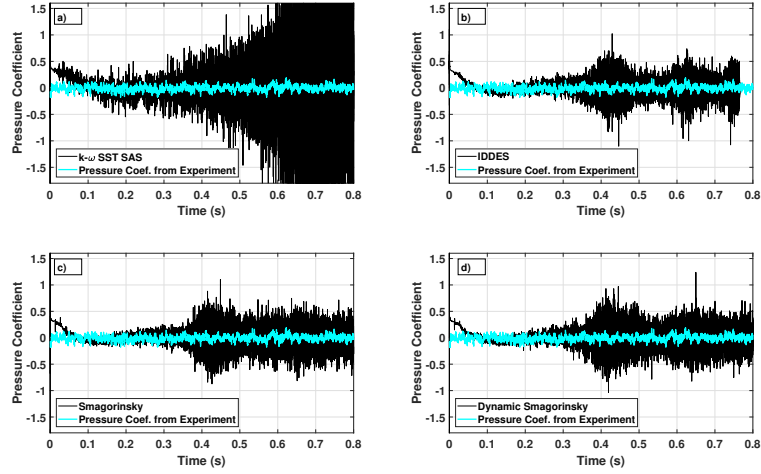 a)
Pressure Coefficient
1.5
1
0.5
0
-0.5
-1
-1.5
k-ω SST SAS
Pressure Coef. from Experiment
0 0.1 0.2 0.3 0.4 0.5 0.6 0.7 0.8
Time (s)
b)
Pressure Coefficient
1.5
1
0.5
0
-0.5
-1
-1.5
IDDES
Pressure Coef. from Experiment
0 0.1 0.2 0.3 0.4 0.5 0.6 0.7 0.8
Time (s)
c)
Pressure Coefficient
1.5
1
0.5
0
-0.5
-1
-1.5
Smagorinsky
Pressure Coef. from Experiment
0 0.1 0.2 0.3 0.4 0.5 0.6 0.7 0.8
Time (s)
d)
Pressure Coefficient
1.5
1
0.5
0
-0.5
-1
-1.5
Dynamic Smagorinsky
Pressure Coef. from Experiment
0 0.1 0.2 0.3 0.4 0.5 0.6 0.7 0.8
Time (s)